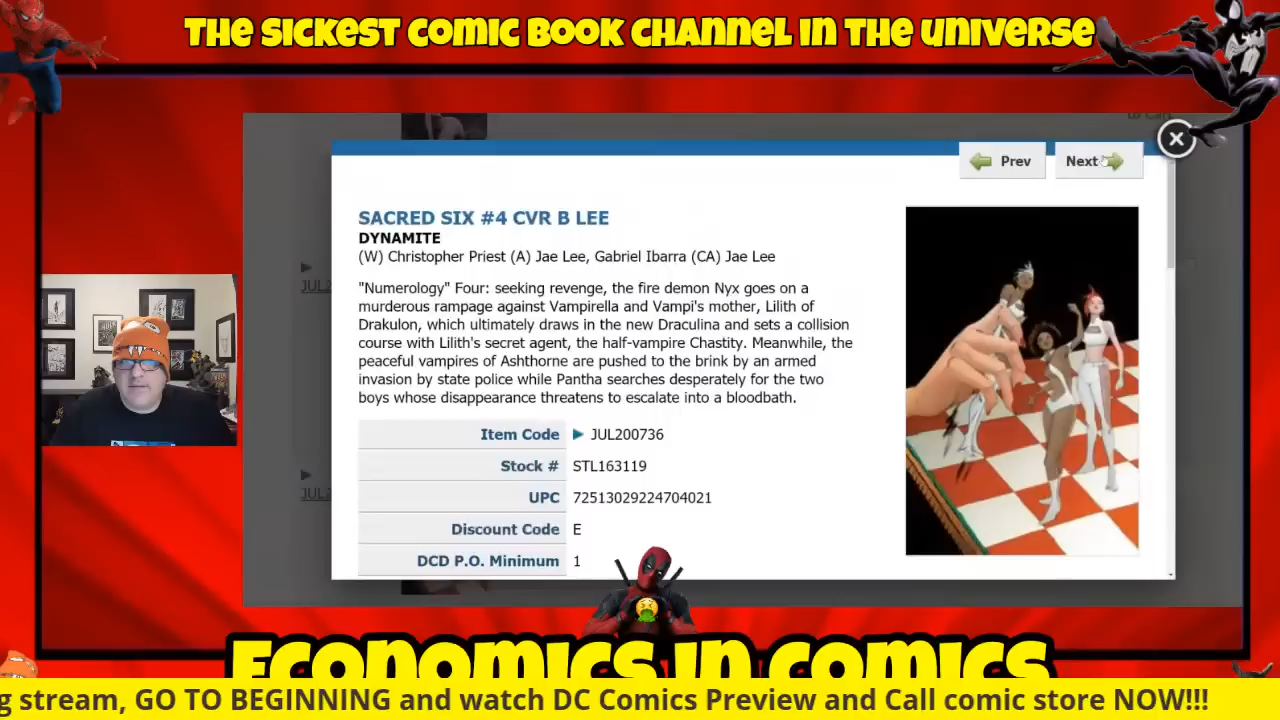 THE SICKEST COMIC BOOK CHANNEL IN THE UNIVERSE
Prev
Next
SACRED SIX #4 CVR B LEE
DYNAMITE
(W) Christopher Priest (A) Jae Lee, Gabriel Ibarra (CA) Jae Lee
"Numerology" Four: seeking revenge, the fire demon Nyx goes on a
murderous rampage against Vampirella and Vampi's mother, Lilith of
Drakulon, which ultimately draws in the new Draculina and sets a collision
course with Lilith's secret agent, the half-vampire Chastity. Meanwhile, the
peaceful vampires of Ashthorne are pushed to the brink by an armed
invasion by state police while Pantha searches desperately for the two
boys whose disappearance threatens to escalate into a bloodbath.
Item Code JUL200736
Stock # STL163119
UPC 72513029224704021
Discount Code E
DCD P.O. Minimum 1
ECONOMICS IN COMICS
g stream, GO TO BEGINNING and watch DC Comics Preview and Call comic store NOW!!!